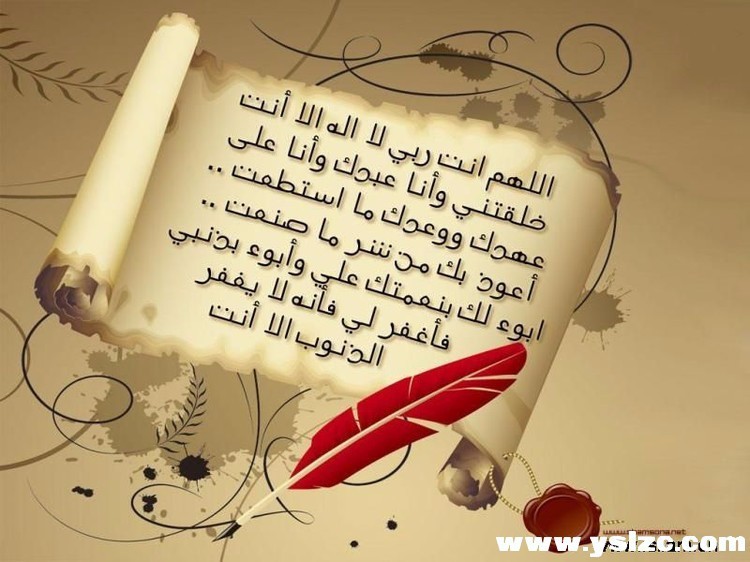 اللهم انت ربي لا اله الا أنت
خلقتني وأنا عبدك وأنا على
عهدك ووعدك ما استطعت ..
أعوذ بك من شر ما صنعت ..
ابوء لك بنعمتك علي وأبوء بذنبي
فأغفر لي فأنه لا يغفر
الذنوب الا أنت
www.yslzc.com